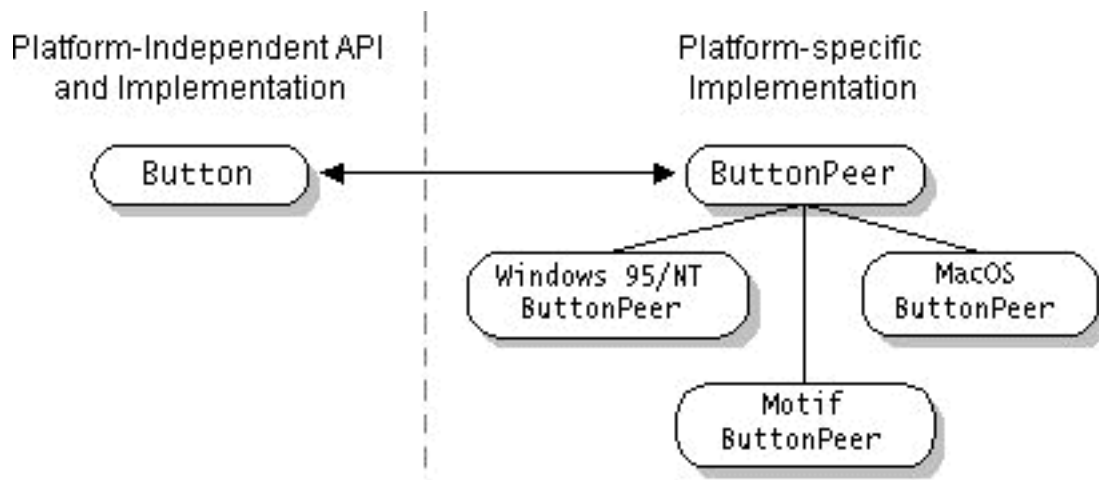 Platform-Independent API
and Implementation
Platform-specific
Implementation
Button
ButtonPeer
Windows 95/NT
ButtonPeer
MacOS
ButtonPeer
Motif
ButtonPeer